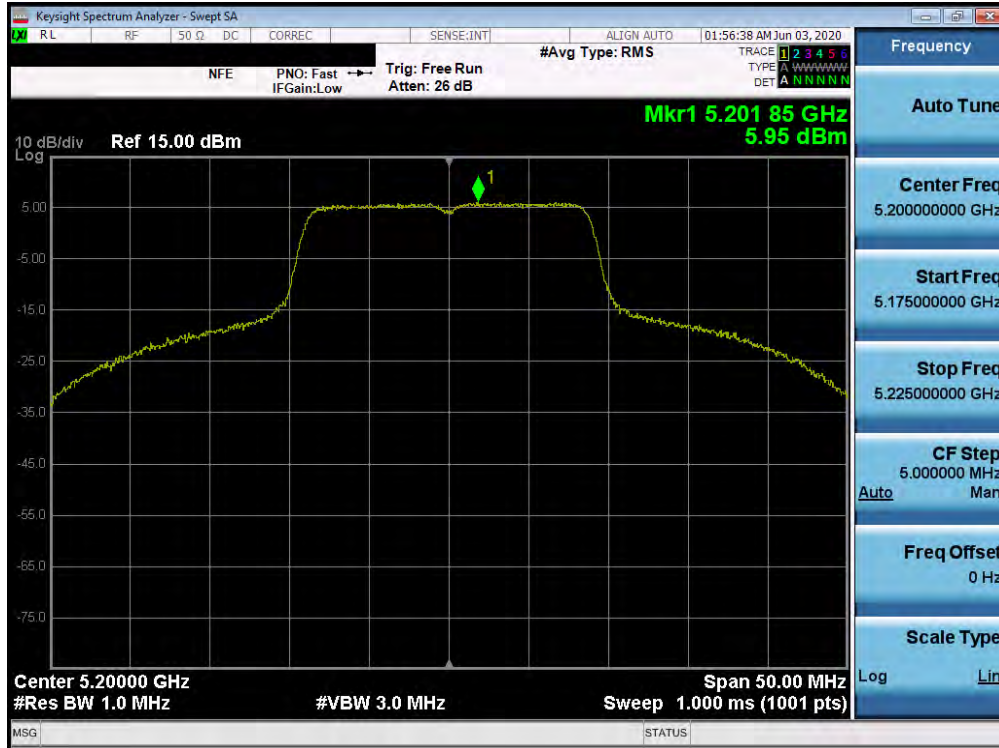 Keysight Spectrum Analyzer - Swept SA
LXI RL RF 50 Ω DC CORREC SENSE:INT ALIGN AUTO 01:56:38 AM Jun 03, 2020
NFE PNO: Fast Trig: Free Run #Avg Type: RMS TRACE 1 2 3 4 5 6
IFGain:Low Atten: 26 dB TYPE A WWWWW
DET A N N N N N
Mkr1 5.201 85 GHz
5.95 dBm
10 dB/div Ref 15.00 dBm
Log
1
5.00
-5.00
-15.0
-25.0
-35.0
-45.0
-55.0
-65.0
-75.0
Center 5.20000 GHz Span 50.00 MHz
#Res BW 1.0 MHz #VBW 3.0 MHz Sweep 1.000 ms (1001 pts)
MSG STATUS
Frequency
Auto Tune
Center Freq
5.200000000 GHz
Start Freq
5.175000000 GHz
Stop Freq
5.225000000 GHz
CF Step
5.000000 MHz
Auto Man
Freq Offset
0 Hz
Scale Type
Log Lin